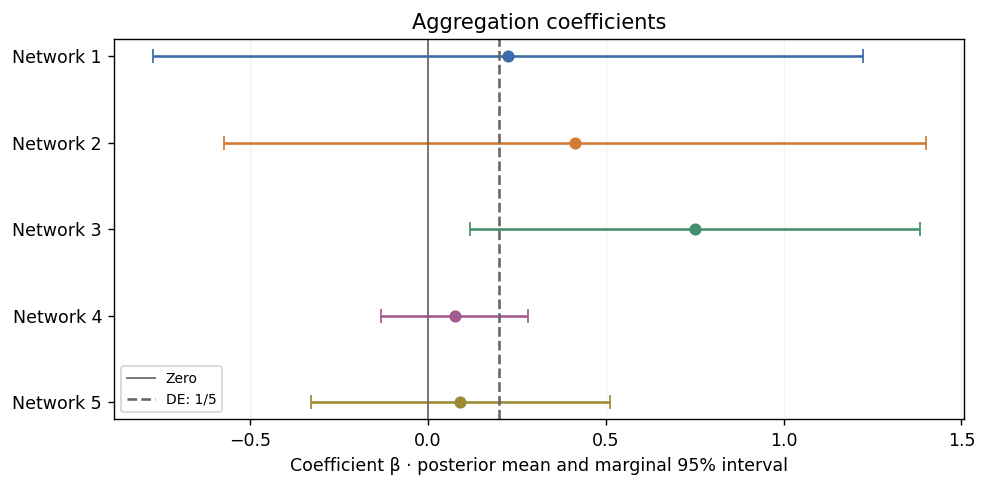 Aggregation coefficients
Network 1
Network 2
Network 3
Network 4
Network 5
Zero
DE: 1/5
−0.5 0.0 0.5 1.0 1.5
Coefficient β · posterior mean and marginal 95% interval